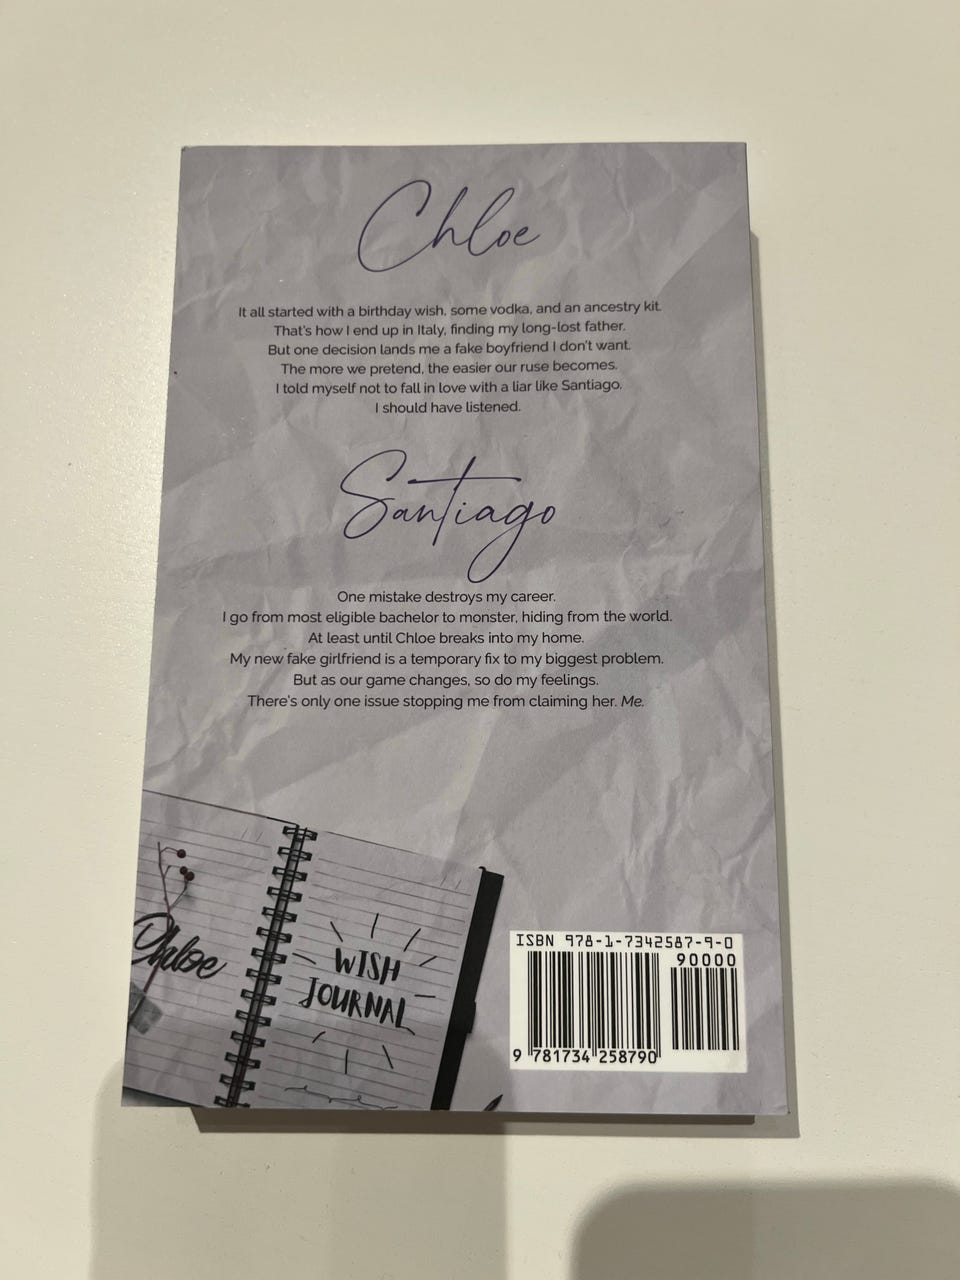 Chloe
It all started with a birthday wish, some vodka, and an ancestry kit.
That's how I end up in Italy, finding my long-lost father.
But one decision lands me a fake boyfriend I don't want.
The more we pretend, the easier our ruse becomes.
I told myself not to fall in love with a liar like Santiago.
I should have listened.
Santiago
One mistake destroys my career.
I go from most eligible bachelor to monster, hiding from the world.
At least until Chloe breaks into my home.
My new fake girlfriend is a temporary fix to my biggest problem.
But as our game changes, so do my feelings.
There's only one issue stopping me from claiming her. Me.
Chloe
WISH
JOURNAL
ISBN 978-1-7342587-9-0
90000
9 781734 258790